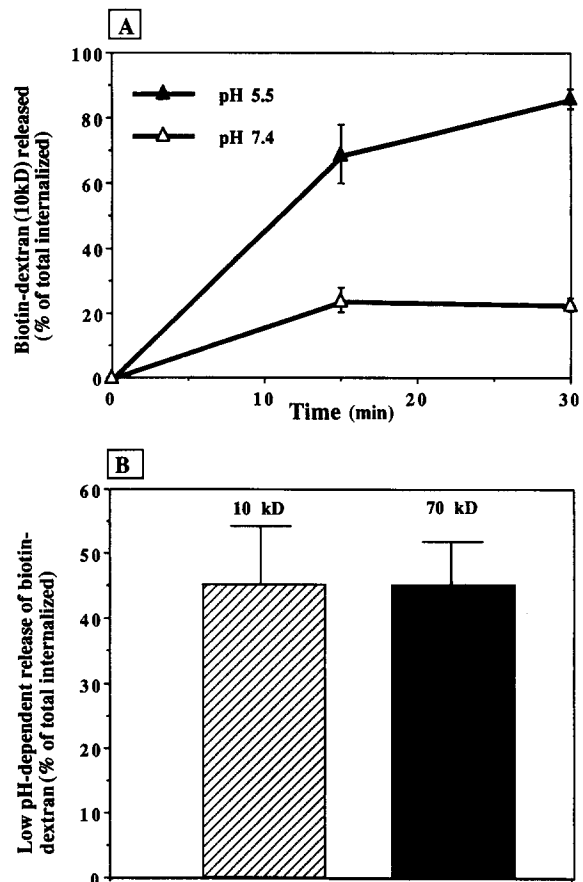 A
Biotin-dextran (10kD) released
(% of total internalized)
100
80
60
40
20
0
pH 5.5
pH 7.4
0
10
20
30
Time (min)
B
Low pH-dependent release of biotin-
dextran (% of total internalized)
60
50
40
30
20
10
0
10 kD
70 kD